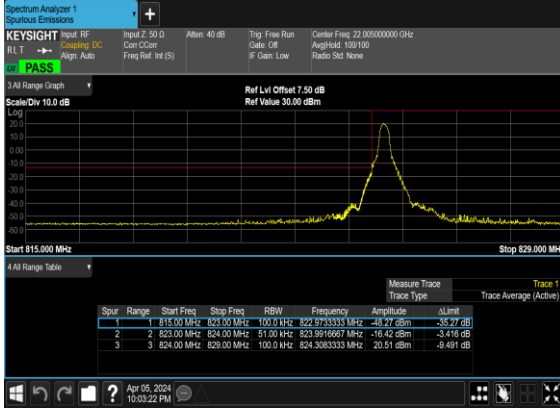 Spectrum Analyzer 1
Spurious Emissions
+
KEYSIGHT Input: RF Input Z: 50 Ω Atten: 40 dB Trig: Free Run Center Freq: 22.005000000 GHz
RLT Coupling: DC Corr CCorr Gate: Off Avg|Hold: 100/100
Align: Auto Freq Ref: Int (S) IF Gain: Low Radio Std: None
PASS
3 All Range Graph
Ref Lvl Offset 7.50 dB
Scale/Div 10.0 dB Ref Value 30.00 dBm
Log
20.0
10.0
0.00
-10.0
-20.0
-30.0
-40.0
-50.0
-60.0
Start 815.000 MHz Stop 829.000 MH
4 All Range Table
Measure Trace Trace 1
Trace Type Trace Average (Active)
Spur Range Start Freq Stop Freq RBW Frequency Amplitude ΔLimit
1 1 815.00 MHz 823.00 MHz 100.0 kHz 822.9733333 MHz -48.27 dBm -35.27 dB
2 2 823.00 MHz 824.00 MHz 51.00 kHz 823.9916667 MHz -16.42 dBm -3.416 dB
3 3 824.00 MHz 829.00 MHz 100.0 kHz 824.3083333 MHz 20.51 dBm -9.491 dB
?
Apr 05, 2024
10:03:22 PM